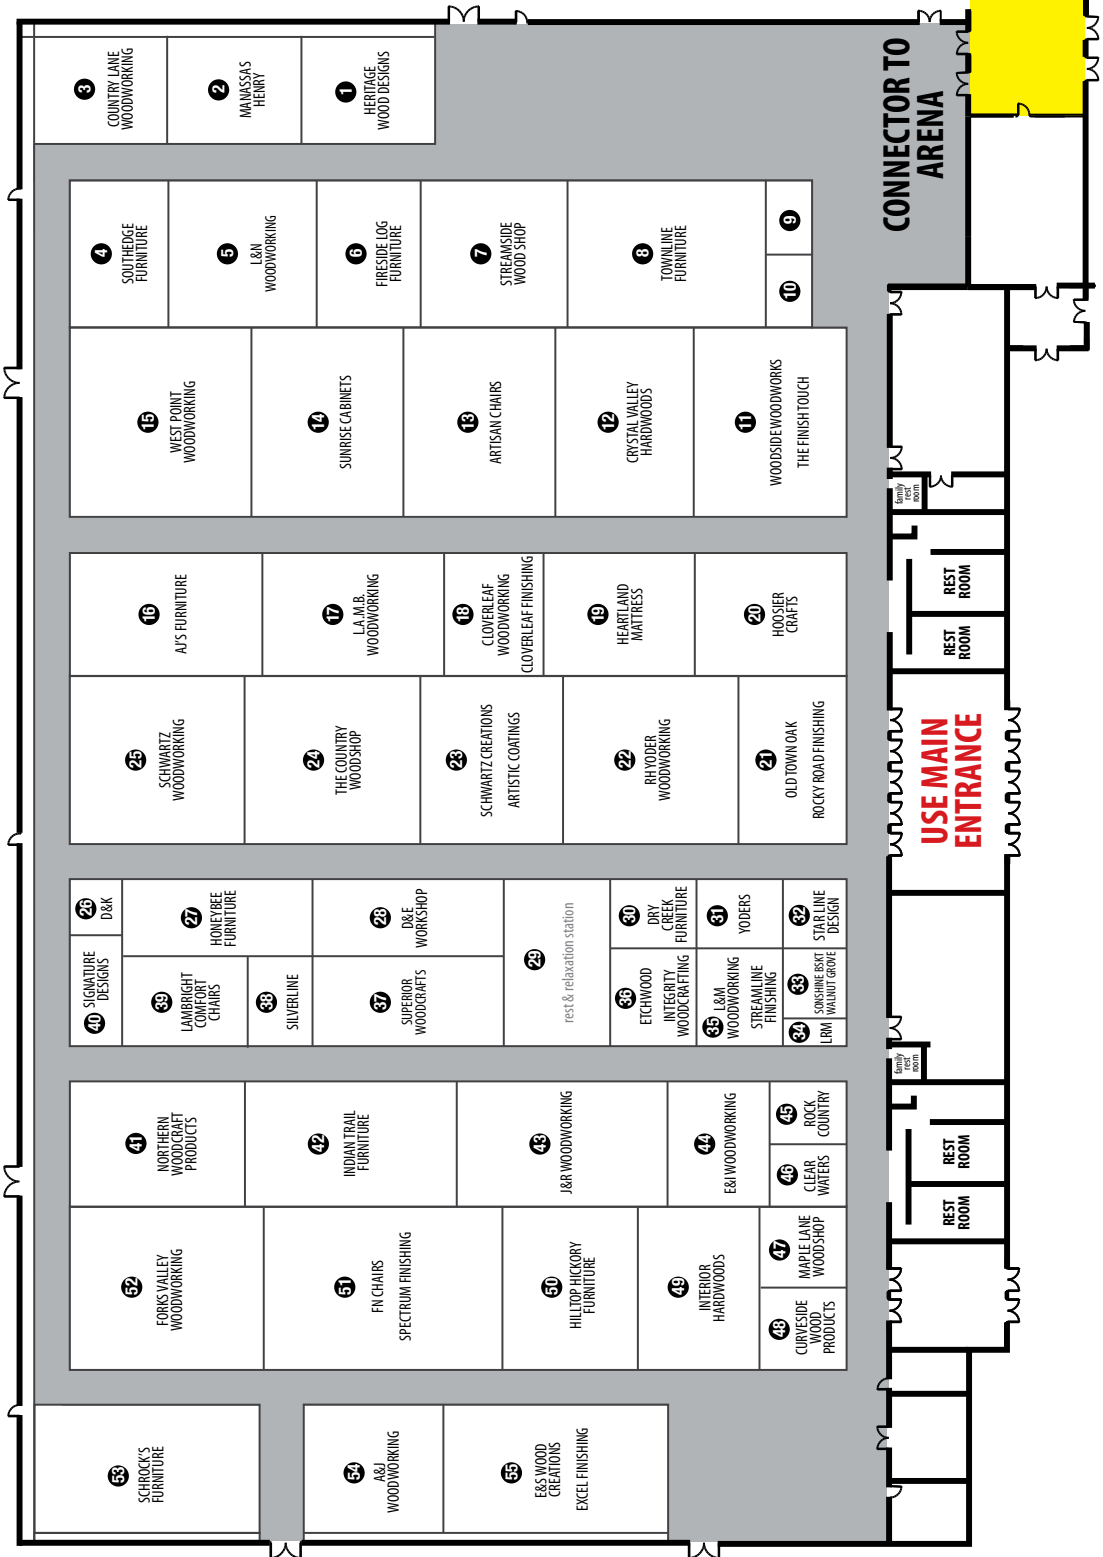 3
COUNTRY LANE
WOODWORKING
2
MANASSAS
HENRY
1
HERITAGE
WOOD DESIGNS
CONNECTOR TO
ARENA
4
SOUTHEDGE
FURNITURE
5
L&N
WOODWORKING
6
FIRESIDE LOG
FURNITURE
7
STREAMSIDE
WOOD SHOP
8
TOWNLINE
FURNITURE
9
10
15
WEST POINT
WOODWORKING
14
SUNRISE CABINETS
13
ARTISAN CHAIRS
12
CRYSTAL VALLEY
HARDWOODS
11
WOODSIDE WOODWORKS
THE FINISH TOUCH
family
rest
room
16
AJ'S FURNITURE
17
L.A.M.B.
WOODWORKING
18
CLOVERLEAF
WOODWORKING
CLOVERLEAF FINISHING
19
HEARTLAND
MATTRESS
20
HOOSIER
CRAFTS
REST
ROOM
REST
ROOM
25
SCHWARTZ
WOODWORKING
24
THE COUNTRY
WOODSHOP
23
SCHWARTZ CREATIONS
ARTISTIC COATINGS
22
RH YODER
WOODWORKING
21
OLD TOWN OAK
ROCKY ROAD FINISHING
USE MAIN
ENTRANCE
26
D&K
27
HONEYBEE
FURNITURE
28
D&E
WORKSHOP
29
rest & relaxation station
30
DRY
CREEK
FURNITURE
31
YODERS
32
STAR LINE
DESIGN
40
SIGNATURE
DESIGNS
39
LAMBRIGHT
COMFORT
CHAIRS
38
SILVERLINE
37
SUPERIOR
WOODCRAFTS
36
ETCHWOOD
INTEGRITY
WOODCRAFTING
35
L&M
WOODWORKING
STREAMLINE
FINISHING
33
SONSHINE BSKT
WALNUT GROVE
34
LRM
family
rest
room
41
NORTHERN
WOODCRAFT
PRODUCTS
42
INDIAN TRAIL
FURNITURE
43
J&R WOODWORKING
44
E&I WOODWORKING
45
ROCK
COUNTRY
46
CLEAR
WATERS
REST
ROOM
REST
ROOM
52
FORKS VALLEY
WOODWORKING
51
FN CHAIRS
SPECTRUM FINISHING
50
HILLTOP HICKORY
FURNITURE
49
INTERIOR
HARDWOODS
47
MAPLE LANE
WOODSHOP
48
CURVESIDE
WOOD
PRODUCTS
53
SCHROCK'S
FURNITURE
54
A&J
WOODWORKING
55
E&S WOOD
CREATIONS
EXCEL FINISHING